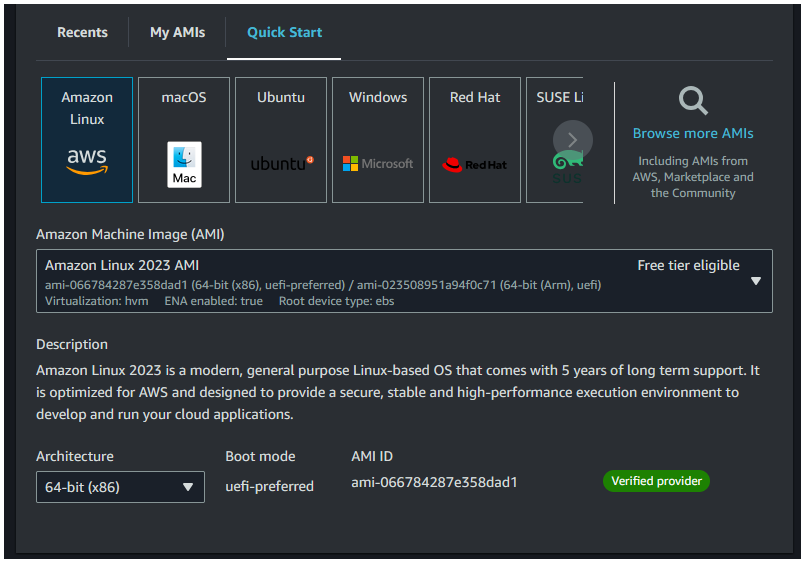 Recents
My AMIs
Quick Start
Amazon
Linux
aws
macOS
Mac
Ubuntu
ubuntu
Windows
Microsoft
Red Hat
Red Hat
SUSE Li
SUS
Browse more AMIs
Including AMIs from
AWS, Marketplace and
the Community
Amazon Machine Image (AMI)
Amazon Linux 2023 AMI
Free tier eligible
ami-066784287e358dad1 (64-bit (x86), uefi-preferred) / ami-023508951a94f0c71 (64-bit (Arm), uefi)
Virtualization: hvm ENA enabled: true Root device type: ebs
Description
Amazon Linux 2023 is a modern, general purpose Linux-based OS that comes with 5 years of long term support. It
is optimized for AWS and designed to provide a secure, stable and high-performance execution environment to
develop and run your cloud applications.
Architecture
64-bit (x86)
Boot mode
uefi-preferred
AMI ID
ami-066784287e358dad1
Verified provider